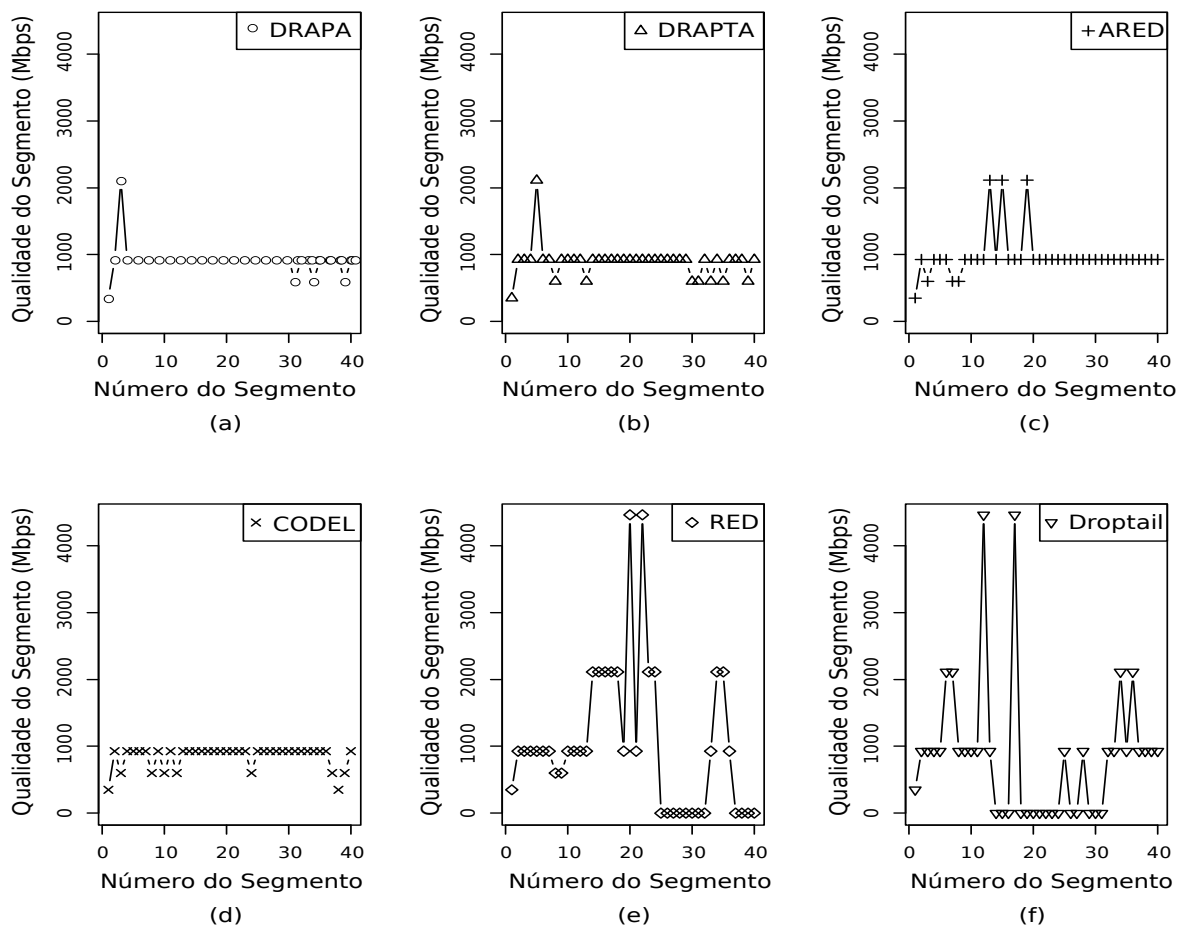 DRAPA
Qualidade do Segmento (Mbps)
0 1000 2000 3000 4000
0 10 20 30 40
Número do Segmento
(a)
DRAPTA
Qualidade do Segmento (Mbps)
0 1000 2000 3000 4000
0 10 20 30 40
Número do Segmento
(b)
ARED
Qualidade do Segmento (Mbps)
0 1000 2000 3000 4000
0 10 20 30 40
Número do Segmento
(c)
CODEL
Qualidade do Segmento (Mbps)
0 1000 2000 3000 4000
0 10 20 30 40
Número do Segmento
(d)
RED
Qualidade do Segmento (Mbps)
0 1000 2000 3000 4000
0 10 20 30 40
Número do Segmento
(e)
Droptail
Qualidade do Segmento (Mbps)
0 1000 2000 3000 4000
0 10 20 30 40
Número do Segmento
(f)